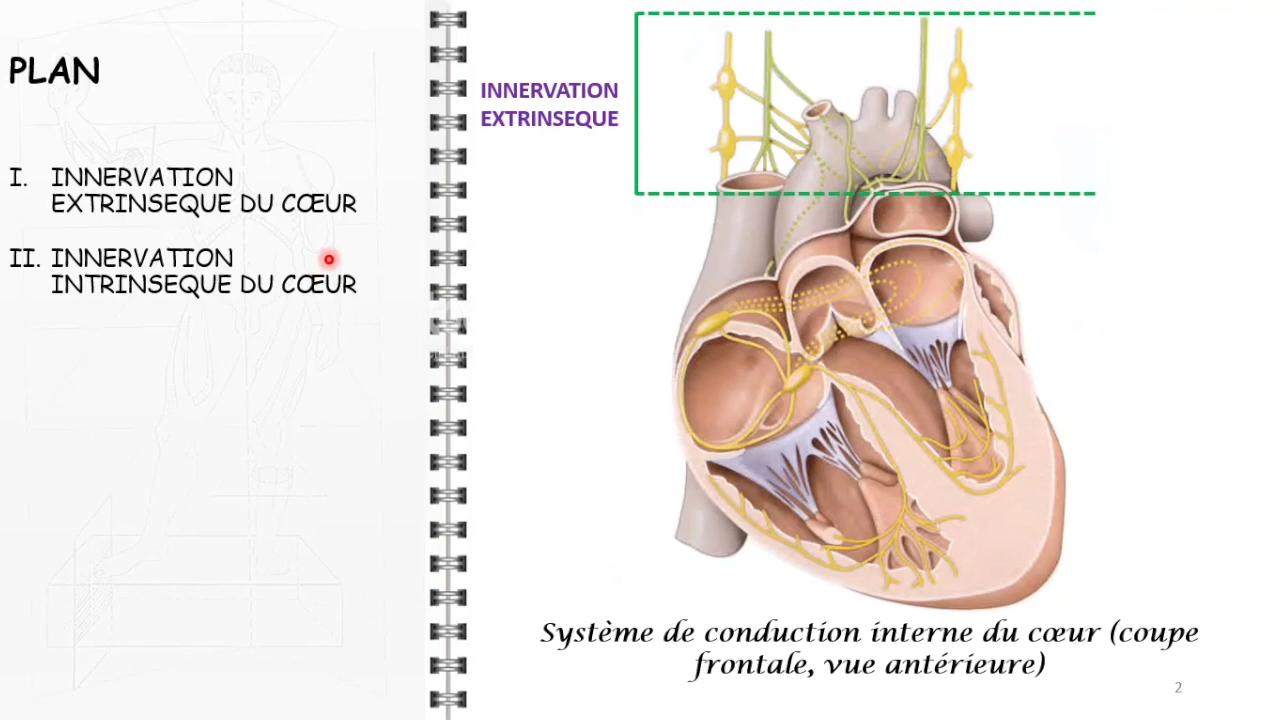 PLAN
I. INNERVATION
EXTRINSEQUE DU CŒUR
II. INNERVATION
INTRINSEQUE DU CŒUR
INNERVATION
EXTRINSEQUE
Système de conduction interne du cœur (coupe
frontale, vue antérieure)
2